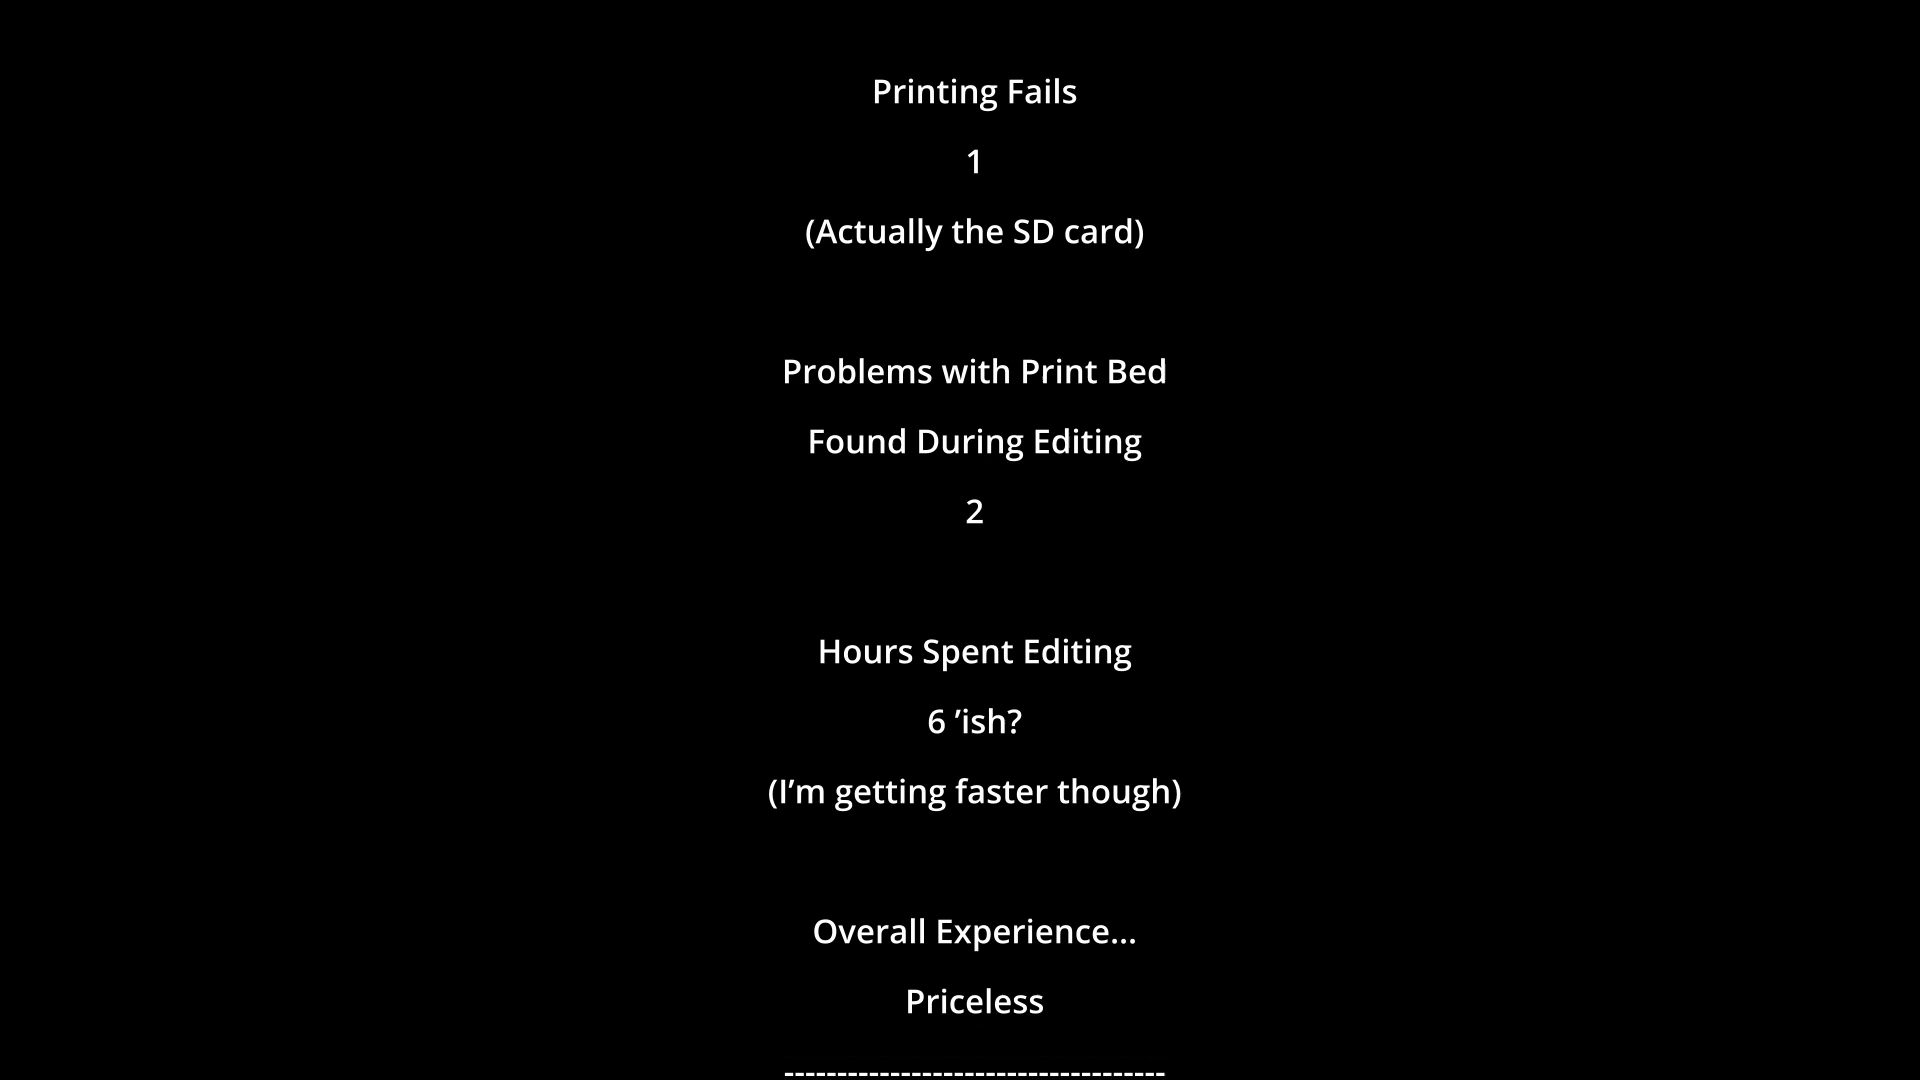 Printing Fails
1
(Actually the SD card)
Problems with Print Bed
Found During Editing
2
Hours Spent Editing
6 ’ish?
(I’m getting faster though)
Overall Experience...
Priceless
------------------------------------